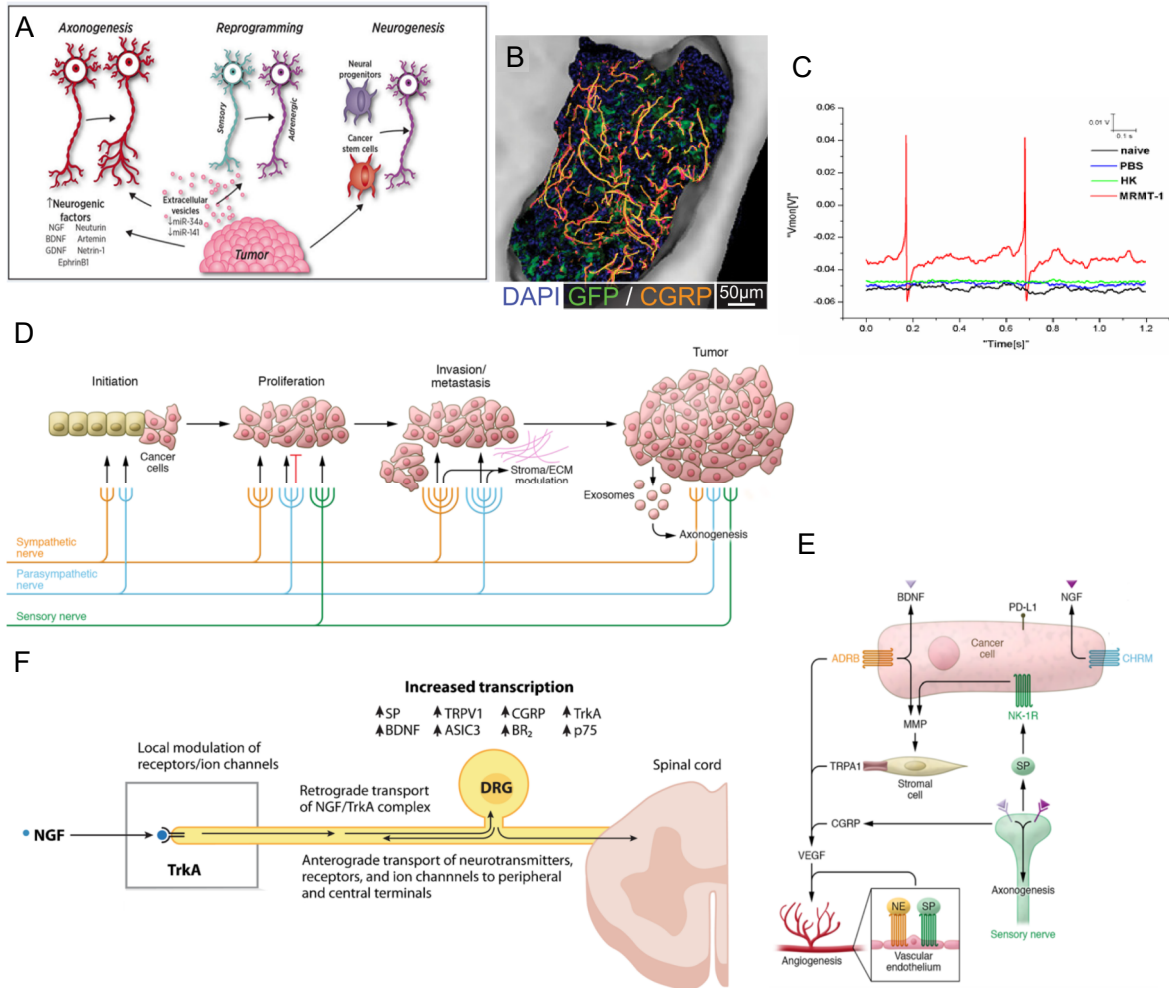 A
Axonogenesis
Reprogramming
Neurogenesis
Neural
progenitors
Sensory
Adrenergic
Cancer
stem cells
↑Neurogenic
factors
NGF Neuturin
BDNF Artemin
GDNF Netrin-1
EphrinB1
Extracellular
vesicles
↓miR-34a
↓miR-141
Tumor
B
DAPI GFP / CGRP 50µm
C
0.06
0.04
0.02
0.00
-0.02
-0.04
-0.06
"Vmon[V]"
0.01 V
0.1 s
naive
PBS
HK
MRMT-1
0.0 0.2 0.4 0.6 0.8 1.0 1.2
"Time[s]"
D
Initiation
Proliferation
Invasion/
metastasis
Tumor
Cancer
cells
Stroma/ECM
modulation
Exosomes
Axonogenesis
Sympathetic
nerve
Parasympathetic
nerve
Sensory nerve
E
BDNF
PD-L1
NGF
ADRB
Cancer
cell
CHRM
NK-1R
MMP
TRPA1
Stromal
cell
SP
CGRP
VEGF
Axonogenesis
NE
SP
Sensory nerve
Angiogenesis
Vascular
endothelium
F
Increased transcription
SP TRPV1 CGRP TrkA
BDNF ASIC3 BR₂ p75
Local modulation of
receptors/ion channels
Retrograde transport
of NGF/TrkA complex
DRG
Spinal cord
NGF
TrkA
Anterograde transport of neurotransmitters,
receptors, and ion channnels to peripheral
and central terminals